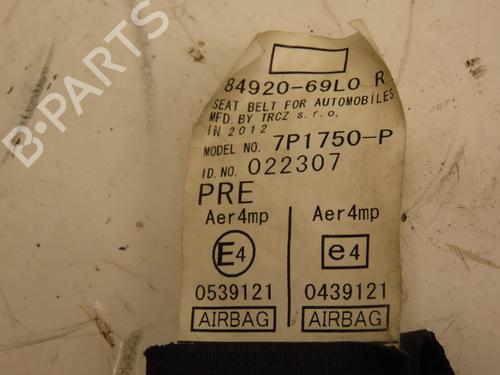 84920-69L0 R
SEAT BELT FOR AUTOMOBILES
MFD. BY TRCZ s.r.o.
IN 2012
MODEL NO. 7P1750-P
ID.NO. 022307
PRE
Aer4mp Aer4mp
E4 e4
0539121 0439121
AIRBAG AIRBAG
B-PARTS